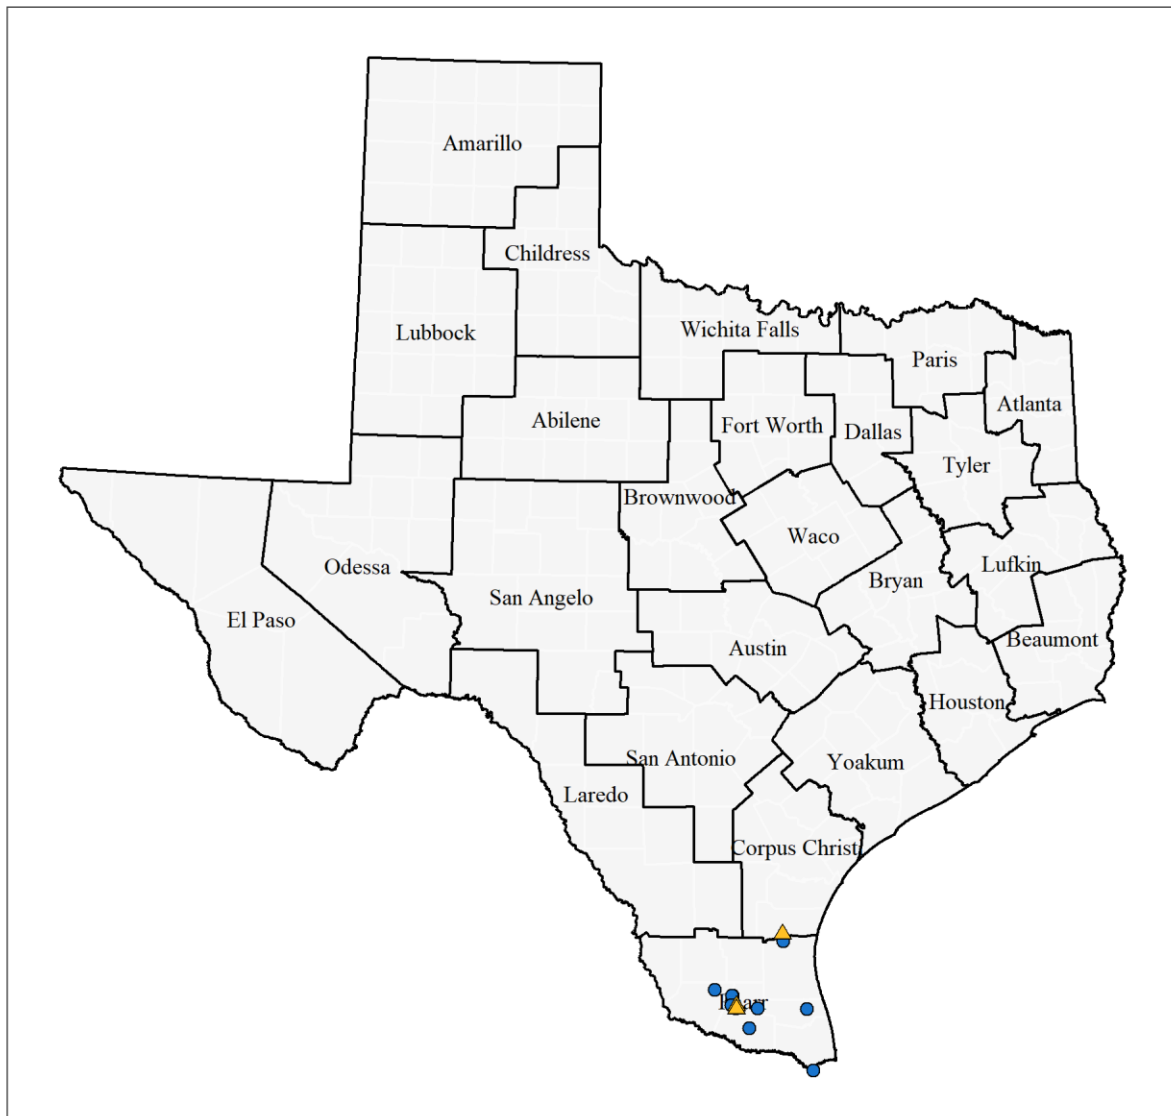 Amarillo
Childress
Lubbock
Wichita Falls
Paris
Atlanta
Abilene
Fort Worth
Dallas
Tyler
Brownwood
Waco
Odessa
San Angelo
Bryan
Lufkin
El Paso
Austin
Beaumont
Houston
San Antonio
Yoakum
Laredo
Corpus Christ